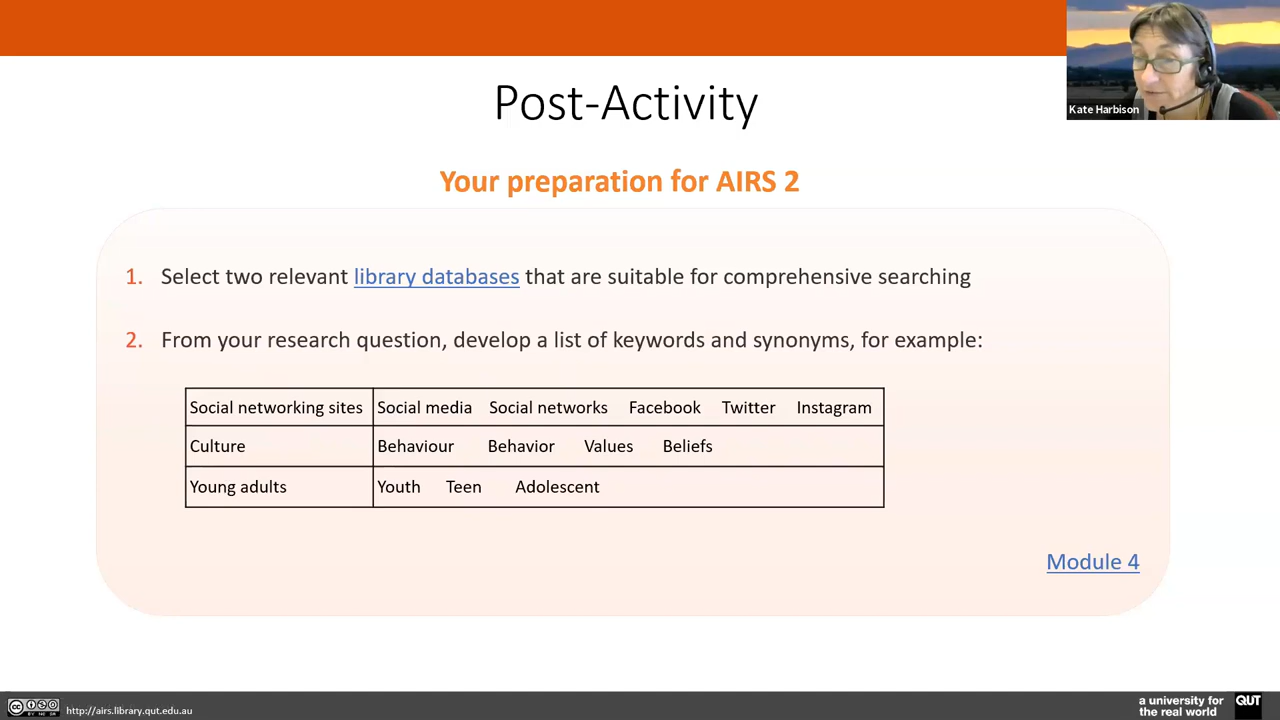 Post-Activity
Kate Harbison
Your preparation for AIRS 2
1. Select two relevant library databases that are suitable for comprehensive searching
2. From your research question, develop a list of keywords and synonyms, for example:
Social networking sites Social media Social networks Facebook Twitter Instagram
Culture Behaviour Behavior Values Beliefs
Young adults Youth Teen Adolescent
Module 4
http://airs.library.qut.edu.au
a university for
the real world
QUT